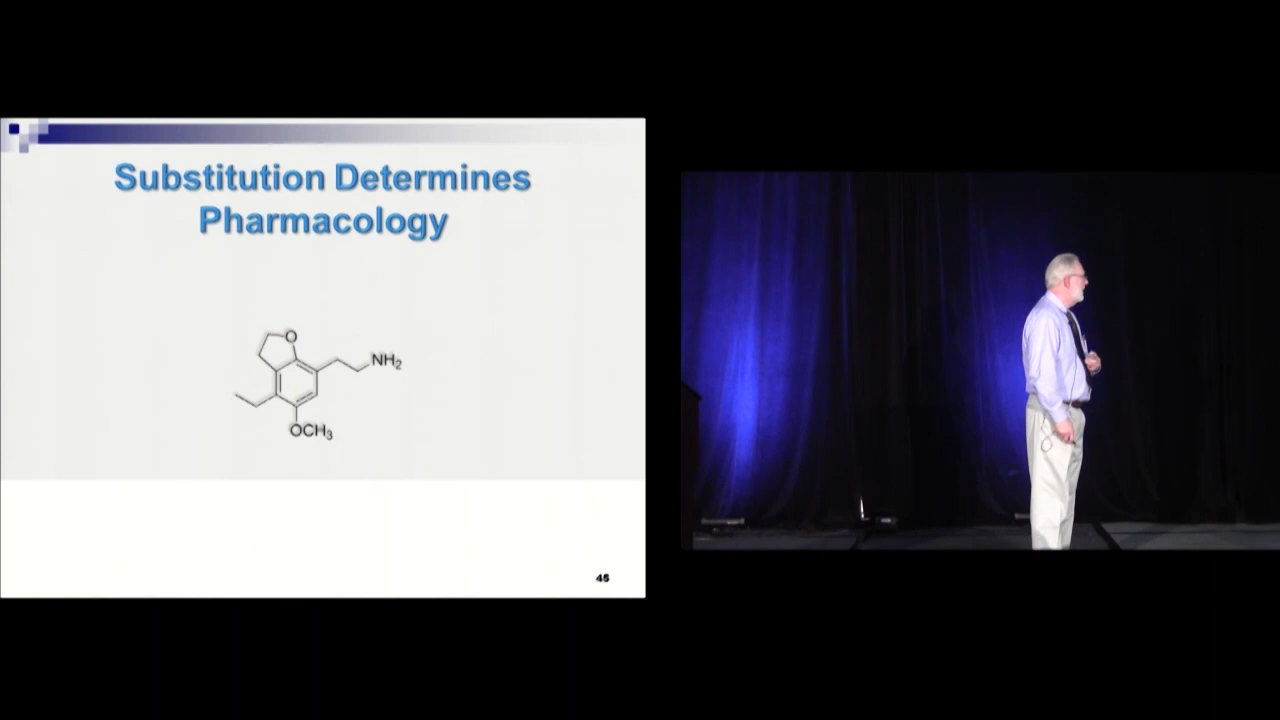 Substitution Determines
Pharmacology
O
NH₂
OCH₃
45